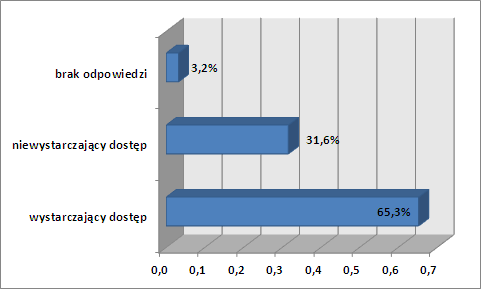 brak odpowiedzi
3,2%
niewystarczający dostęp
31,6%
wystarczający dostęp
65,3%
0,0 0,1 0,2 0,3 0,4 0,5 0,6 0,7